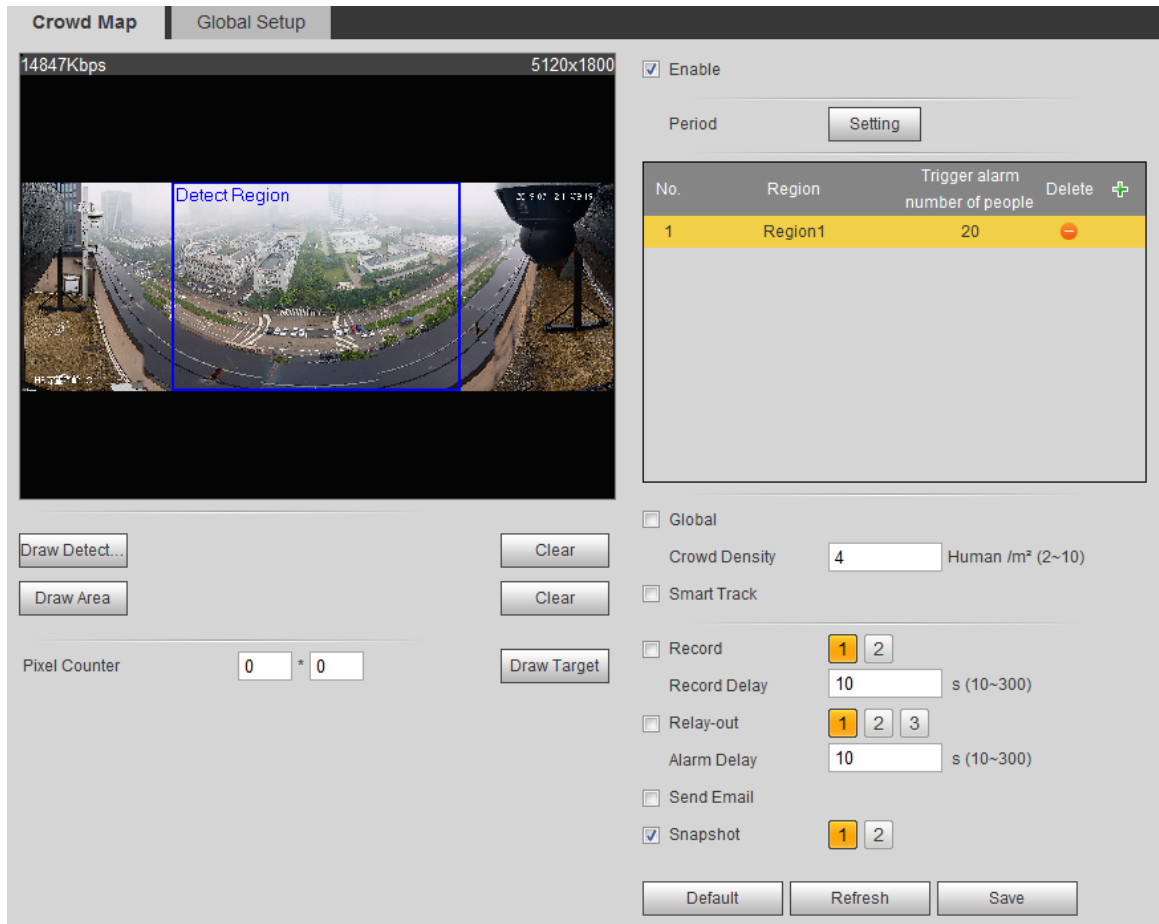 Crowd Map
Global Setup
14847Kbps 5120x1800
Detect Region
Draw Detect...
Clear
Draw Area
Clear
Pixel Counter 0 * 0 Draw Target
Enable
Period Setting
No. Region Trigger alarm number of people Delete
1 Region1 20
Global
Crowd Density 4 Human /m² (2~10)
Smart Track
Record 1 2
Record Delay 10 s (10~300)
Relay-out 1 2 3
Alarm Delay 10 s (10~300)
Send Email
Snapshot 1 2
Default Refresh Save